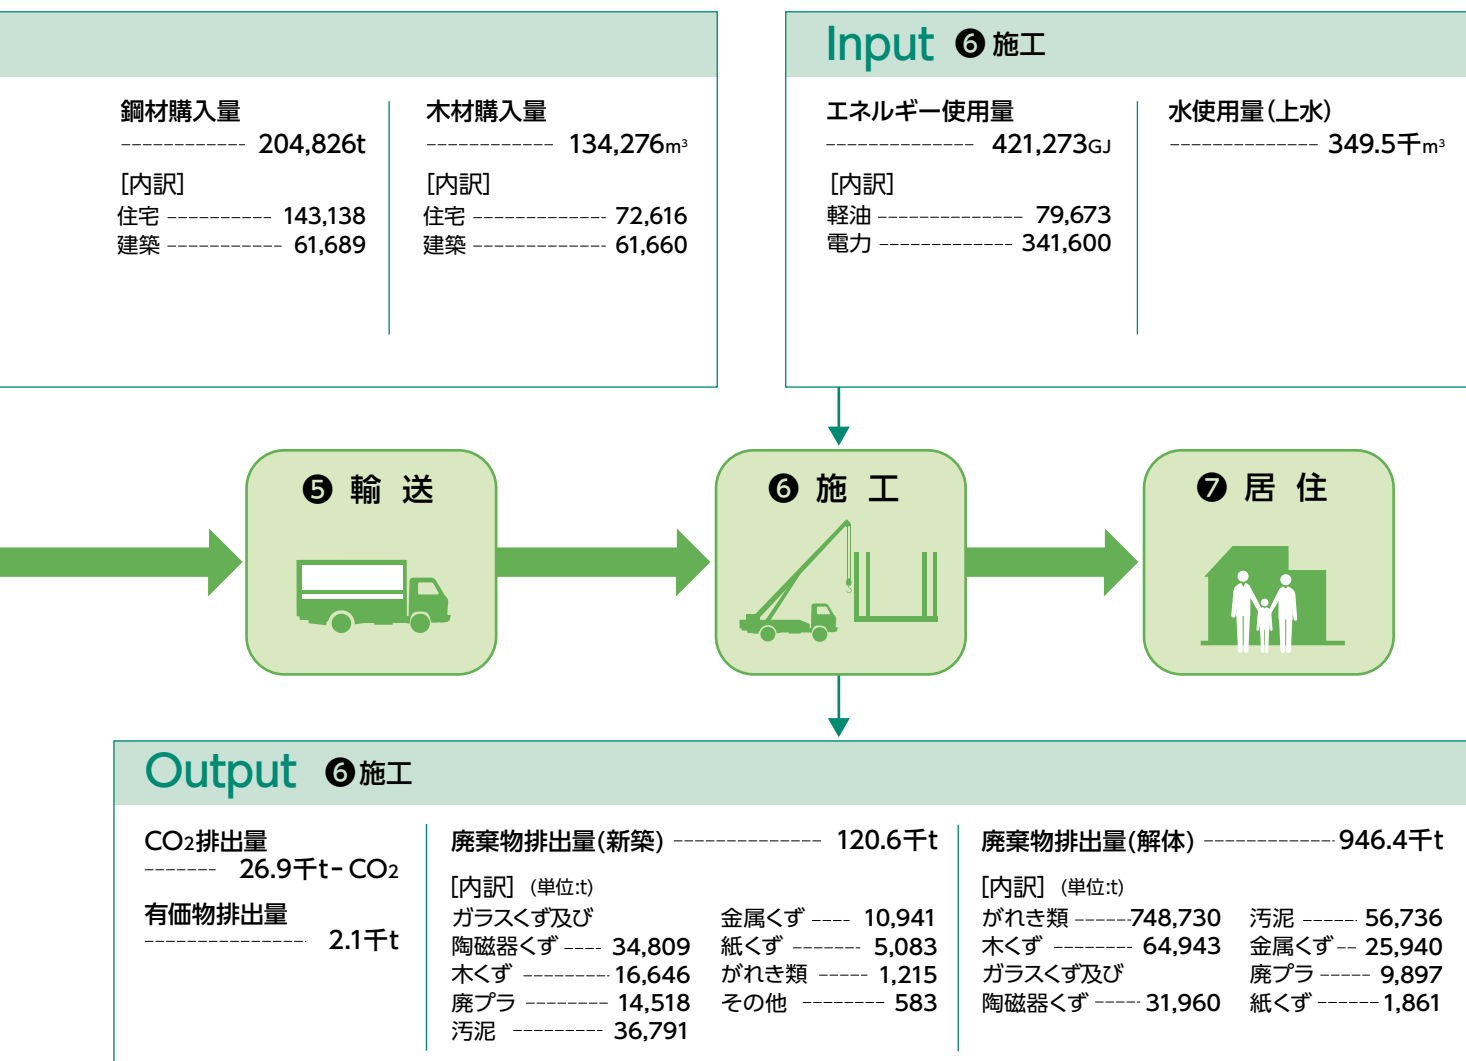 鋼材購入量
204,826t
[内訳]
住宅 143,138
建築 61,689
木材購入量
134,276m³
[内訳]
住宅 72,616
建築 61,660
Input ❻ 施工
エネルギー使用量
421,273GJ
[内訳]
軽油 79,673
電力 341,600
水使用量(上水)
349.5千m³
❺ 輸 送
❻ 施 工
❼ 居 住
Output ❻ 施工
CO2排出量
26.9千t-CO2
有価物排出量
2.1千t
廃棄物排出量(新築) 120.6千t
[内訳] (単位:t)
ガラスくず及び
陶磁器くず 34,809
木くず 16,646
廃プラ 14,518
汚泥 36,791
金属くず 10,941
紙くず 5,083
がれき類 1,215
その他 583
廃棄物排出量(解体) 946.4千t
[内訳] (単位:t)
がれき類 748,730
木くず 64,943
ガラスくず及び
陶磁器くず 31,960
汚泥 56,736
金属くず 25,940
廃プラ 9,897
紙くず 1,861